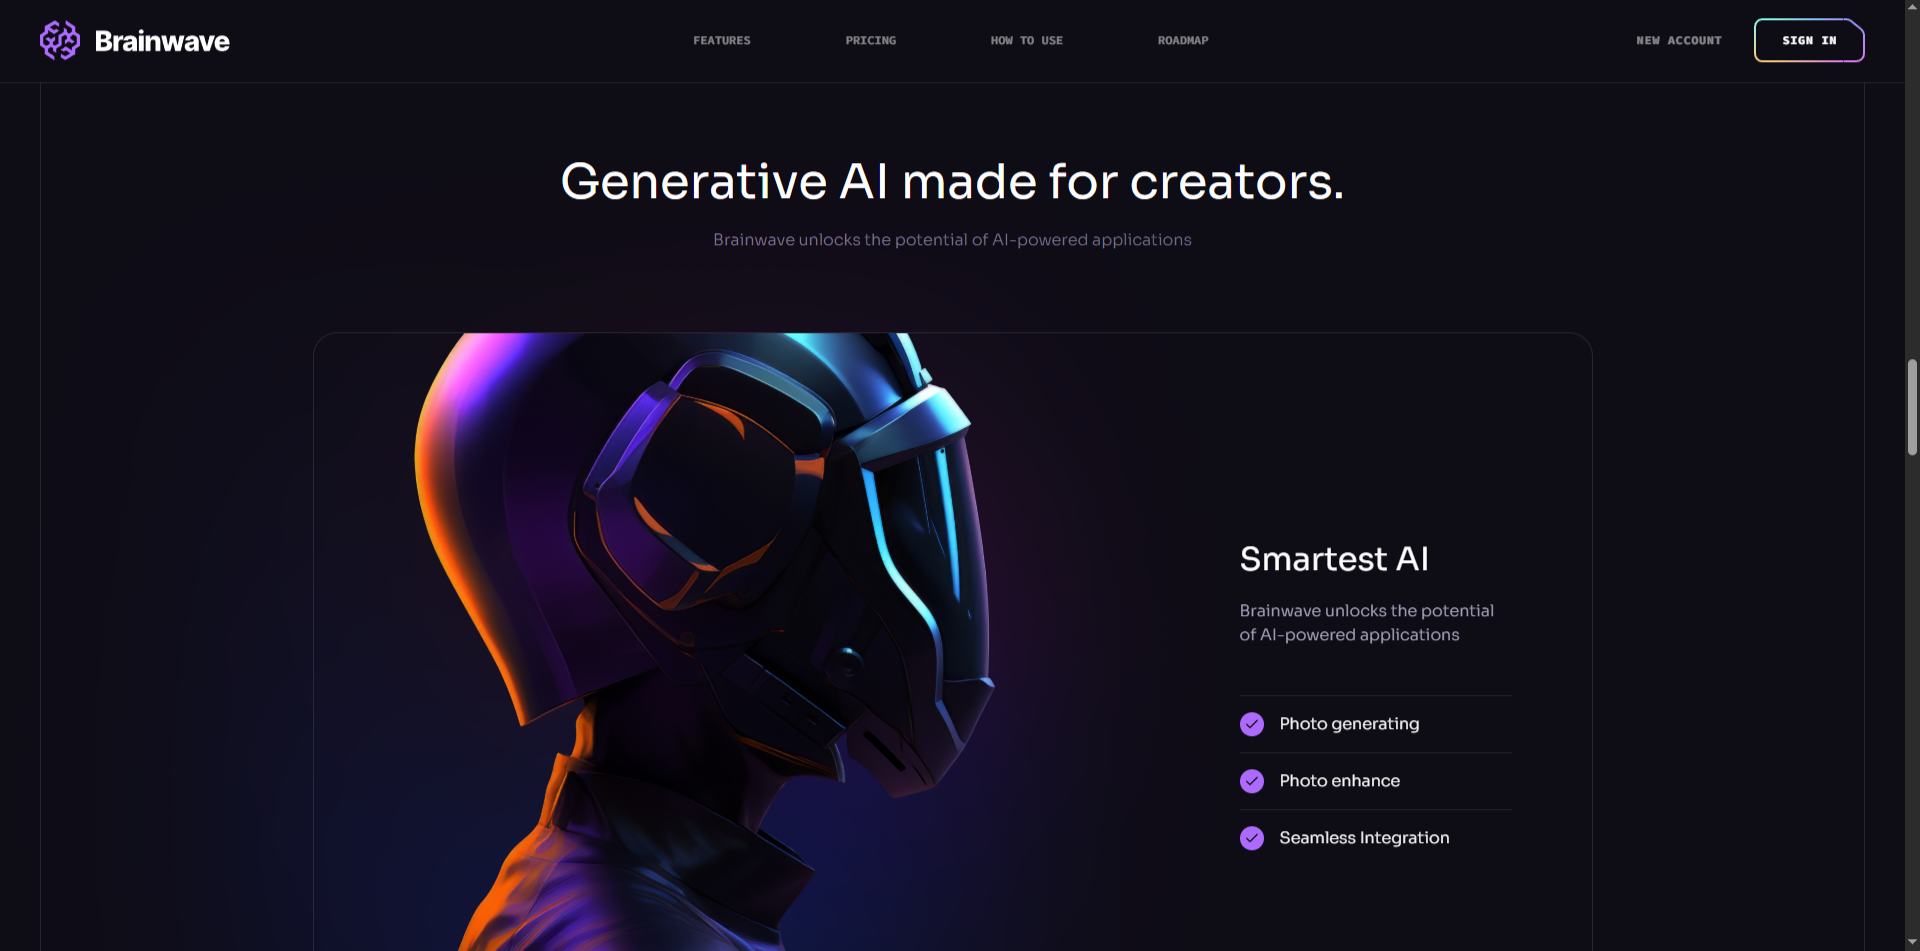 Brainwave
FEATURES
PRICING
HOW TO USE
ROADMAP
NEW ACCOUNT
SIGN IN
Generative AI made for creators.
Brainwave unlocks the potential of AI-powered applications
Smartest AI
Brainwave unlocks the potential
of AI-powered applications
Photo generating
Photo enhance
Seamless Integration